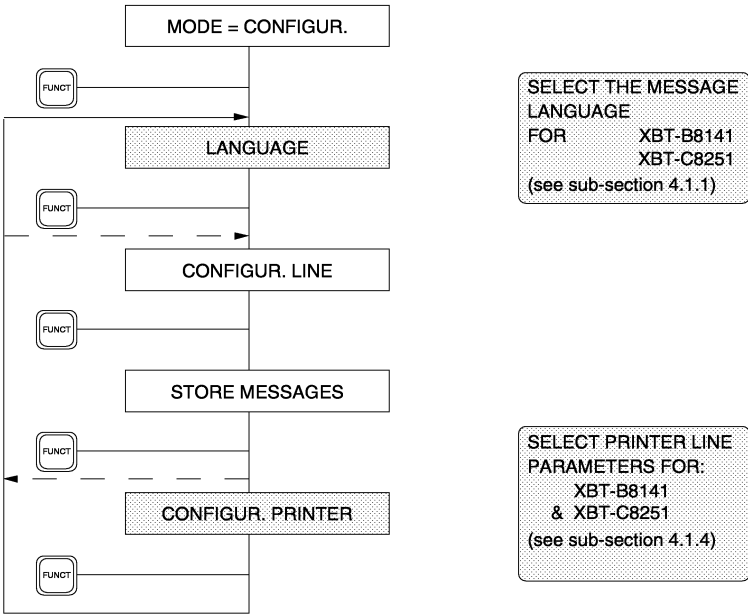 MODE = CONFIGUR.
FUNCT
SELECT THE MESSAGE
LANGUAGE
FOR XBT-B8141
XBT-C8251
(see sub-section 4.1.1)
LANGUAGE
FUNCT
CONFIGUR. LINE
FUNCT
STORE MESSAGES
FUNCT
SELECT PRINTER LINE
PARAMETERS FOR:
XBT-B8141
& XBT-C8251
(see sub-section 4.1.4)
CONFIGUR. PRINTER
FUNCT